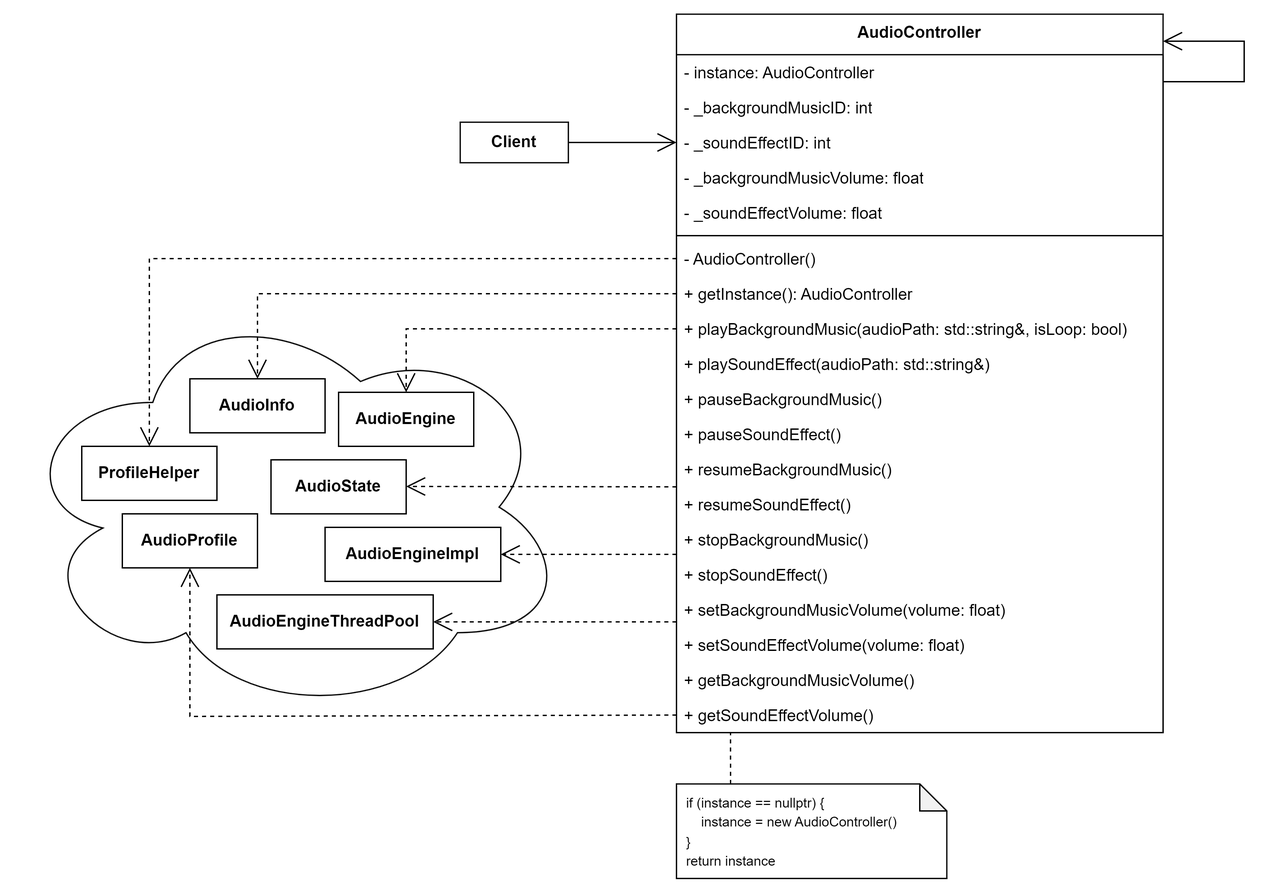 AudioController
- instance: AudioController
- _backgroundMusicID: int
- _soundEffectID: int
- _backgroundMusicVolume: float
- _soundEffectVolume: float
- AudioController()
+ getInstance(): AudioController
+ playBackgroundMusic(audioPath: std::string&, isLoop: bool)
+ playSoundEffect(audioPath: std::string&)
+ pauseBackgroundMusic()
+ pauseSoundEffect()
+ resumeBackgroundMusic()
+ resumeSoundEffect()
+ stopBackgroundMusic()
+ stopSoundEffect()
+ setBackgroundMusicVolume(volume: float)
+ setSoundEffectVolume(volume: float)
+ getBackgroundMusicVolume()
+ getSoundEffectVolume()
Client
AudioInfo
AudioEngine
ProfileHelper
AudioState
AudioProfile
AudioEngineImpl
AudioEngineThreadPool
if (instance == nullptr) {
instance = new AudioController()
}
return instance